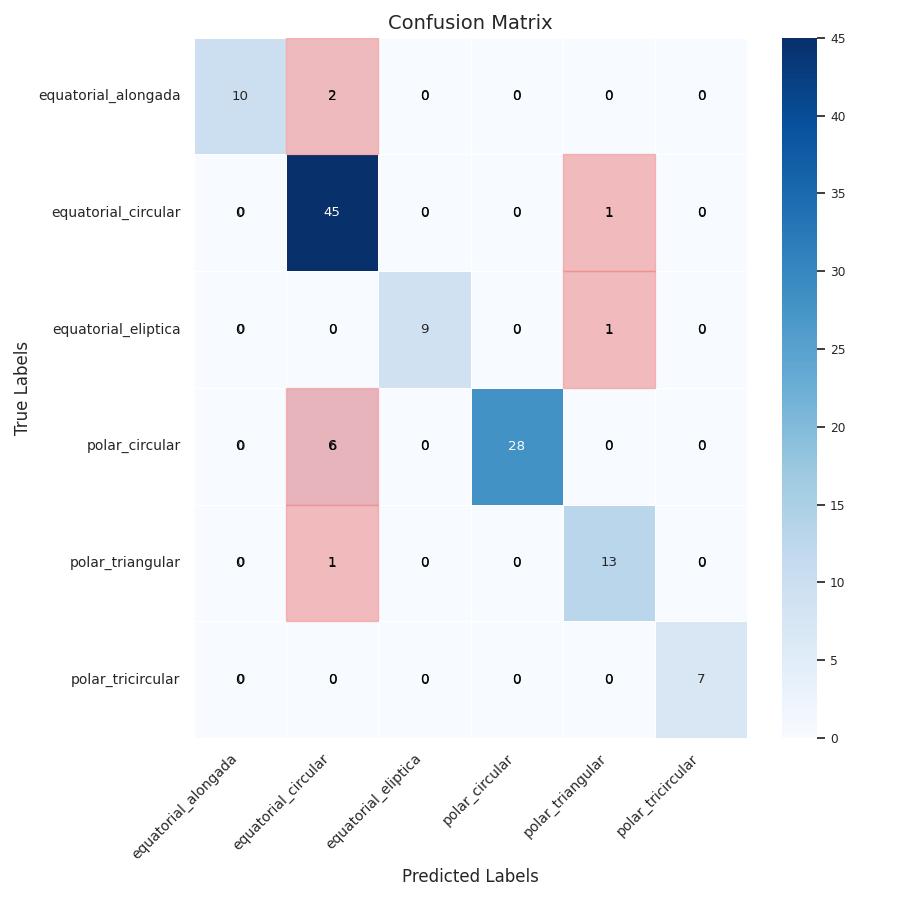 Confusion Matrix
equatorial_alongada 10 2 0 0 0 0
equatorial_circular 0 45 0 0 1 0
equatorial_eliptica 0 0 9 0 1 0
polar_circular 0 6 0 28 0 0
polar_triangular 0 1 0 0 13 0
polar_tricircular 0 0 0 0 0 7
True Labels
equatorial_alongada
equatorial_circular
equatorial_eliptica
polar_circular
polar_triangular
polar_tricircular
Predicted Labels
45
40
35
30
25
20
15
10
5
0